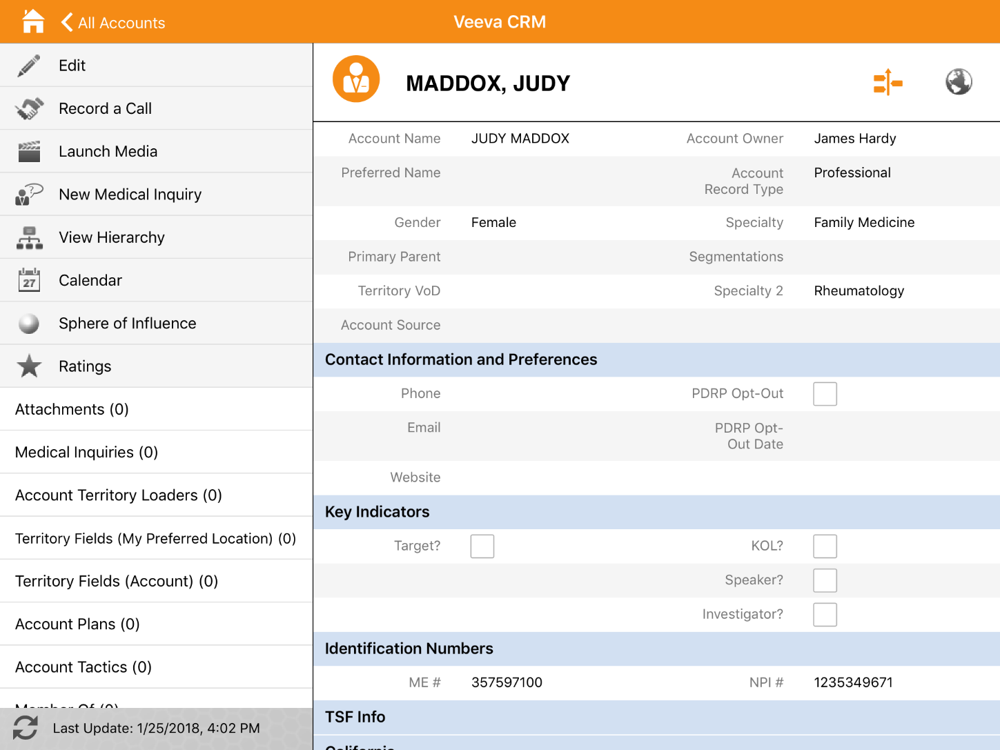 All Accounts
Veeva CRM
Edit
Record a Call
Launch Media
New Medical Inquiry
View Hierarchy
27
Calendar
Sphere of Influence
Ratings
Attachments (0)
Medical Inquiries (0)
Account Territory Loaders (0)
Territory Fields (My Preferred Location) (0)
Territory Fields (Account) (0)
Account Plans (0)
Account Tactics (0)
Member Of (0)
Last Update: 1/25/2018, 4:02 PM
MADDOX, JUDY
Account Name JUDY MADDOX Account Owner James Hardy
Preferred Name Account Professional
Record Type
Gender Female Specialty Family Medicine
Primary Parent Segmentations
Territory VoD Specialty 2 Rheumatology
Account Source
Contact Information and Preferences
Phone PDRP Opt-Out
Email PDRP Opt-
Out Date
Website
Key Indicators
Target? KOL?
Speaker?
Investigator?
Identification Numbers
ME # 357597100 NPI # 1235349671
TSF Info
California